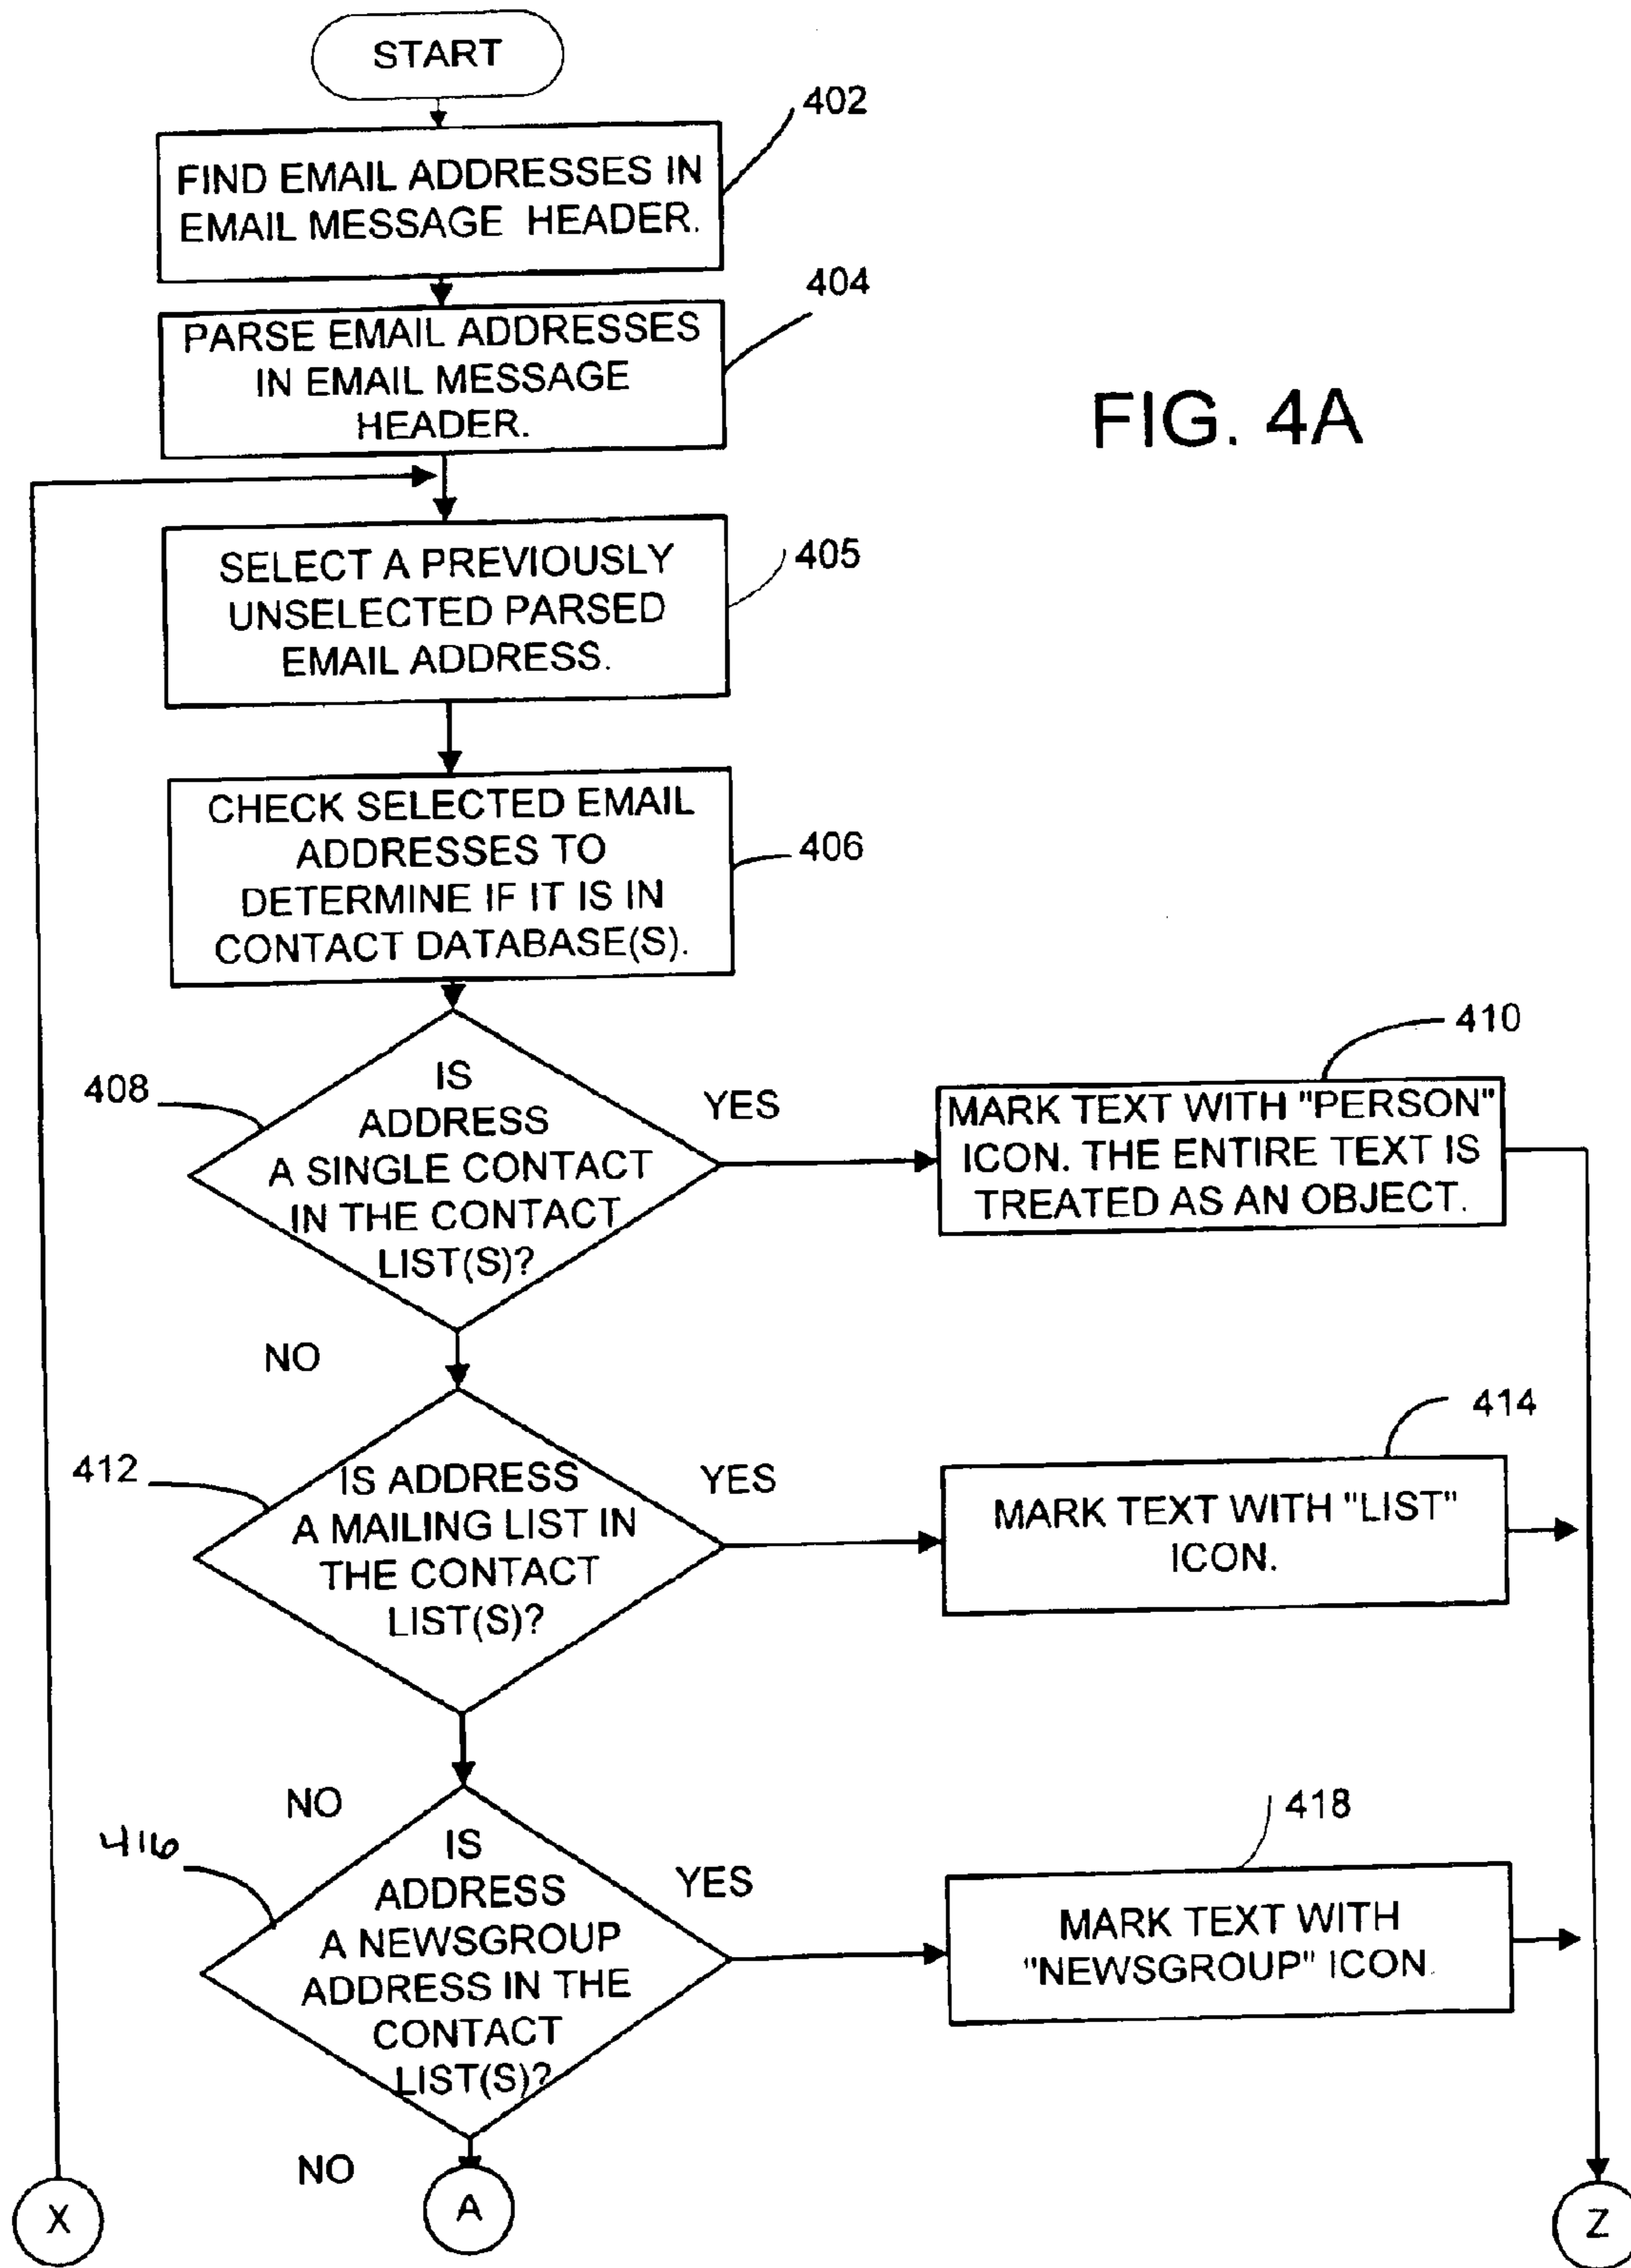 START
402
FIND EMAIL ADDRESSES IN
EMAIL MESSAGE HEADER.
404
PARSE EMAIL ADDRESSES
IN EMAIL MESSAGE
HEADER.
FIG. 4A
405
SELECT A PREVIOUSLY
UNSELECTED PARSED
EMAIL ADDRESS.
406
CHECK SELECTED EMAIL
ADDRESSES TO
DETERMINE IF IT IS IN
CONTACT DATABASE(S).
408
IS
ADDRESS
A SINGLE CONTACT
IN THE CONTACT
LIST(S)?
YES
410
MARK TEXT WITH "PERSON"
ICON. THE ENTIRE TEXT IS
TREATED AS AN OBJECT.
NO
412
IS ADDRESS
A MAILING LIST IN
THE CONTACT
LIST(S)?
YES
414
MARK TEXT WITH "LIST"
ICON.
NO
416
IS
ADDRESS
A NEWSGROUP
ADDRESS IN THE
CONTACT
LIST(S)?
YES
418
MARK TEXT WITH
"NEWSGROUP" ICON.
NO
X
A
Z